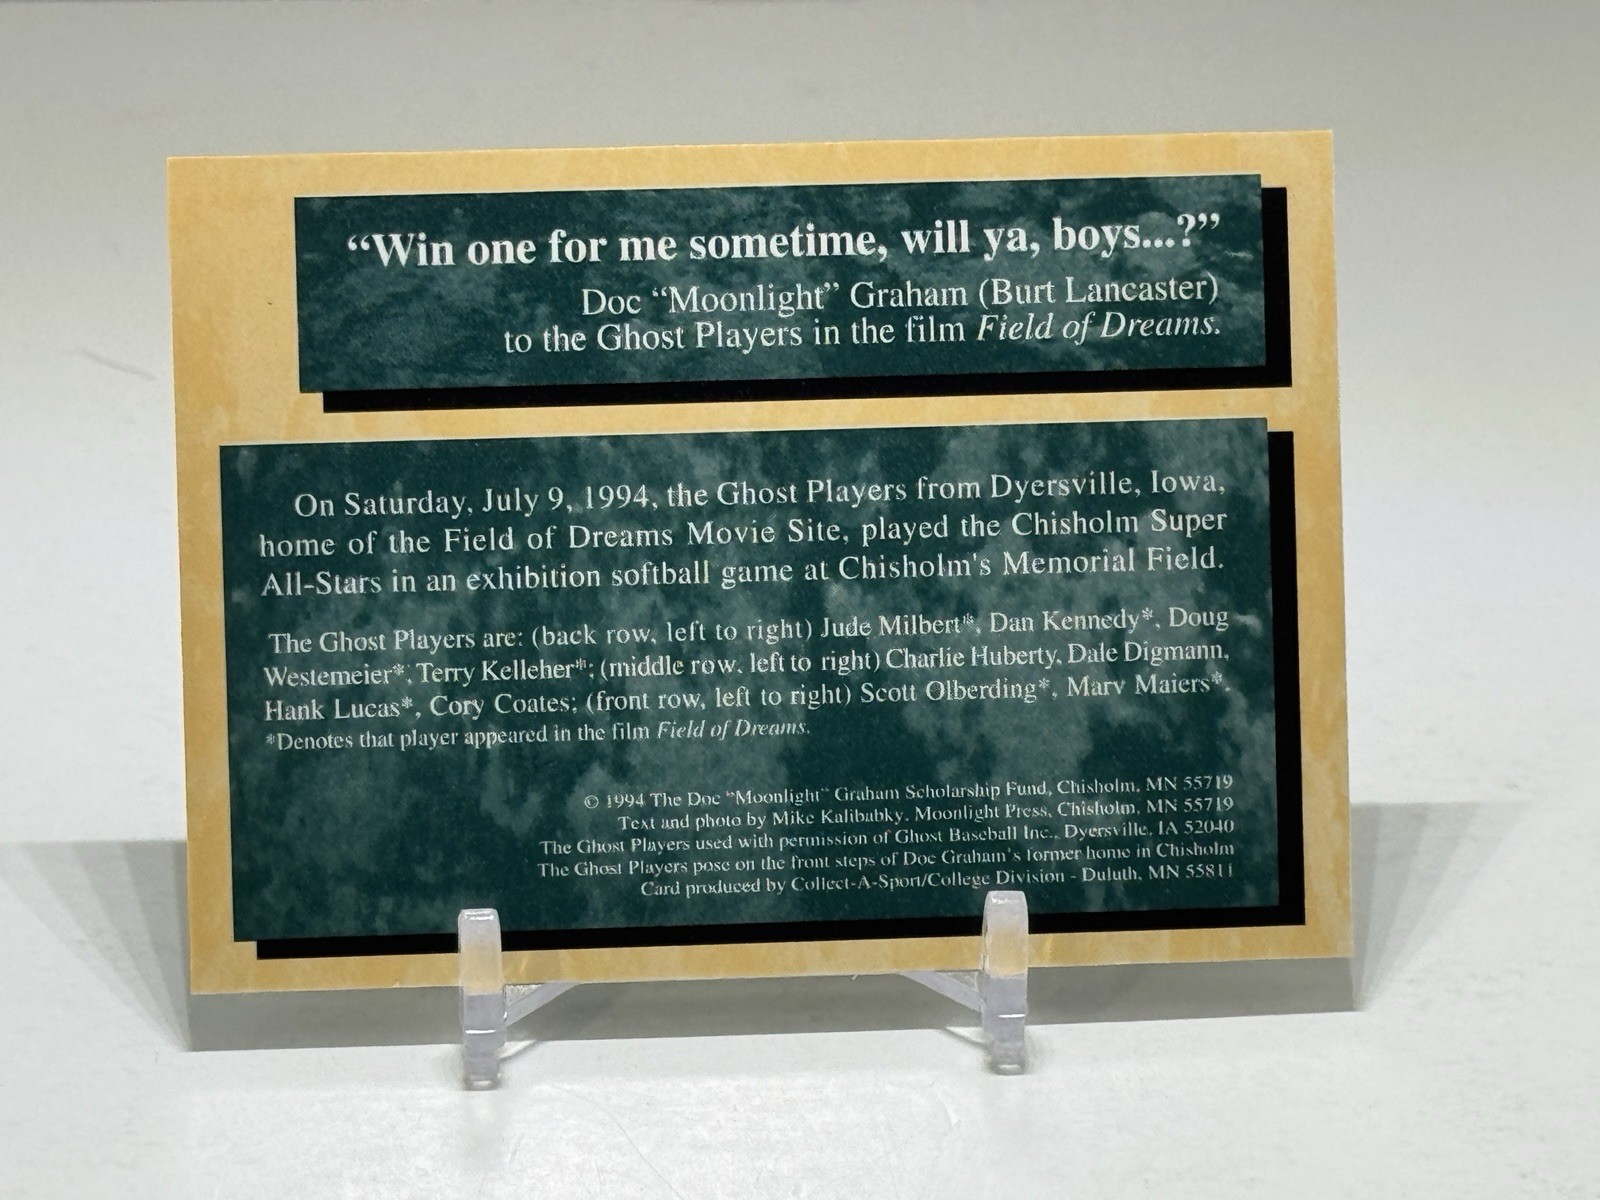 “Win one for me sometime, will ya, boys...?”
Doc “Moonlight” Graham (Burt Lancaster)
to the Ghost Players in the film Field of Dreams.
On Saturday, July 9, 1994, the Ghost Players from Dyersville, Iowa,
home of the Field of Dreams Movie Site, played the Chisholm Super
All-Stars in an exhibition softball game at Chisholm's Memorial Field.
The Ghost Players are: (back row, left to right) Jude Milbert*, Dan Kennedy*, Doug
Westemeier*, Terry Kelleher*; (middle row, left to right) Charlie Huberty, Dale Digmann,
Hank Lucas*, Cory Coates; (front row, left to right) Scott Olberding*, Marv Maiers*.
*Denotes that player appeared in the film Field of Dreams.
© 1994 The Doc “Moonlight” Graham Scholarship Fund, Chisholm, MN 55719
Text and photo by Mike Kalibabky, Moonlight Press, Chisholm, MN 55719
The Ghost Players used with permission of Ghost Baseball Inc., Dyersville, IA 52040
The Ghost Players pose on the front steps of Doc Graham's former home in Chisholm
Card produced by Collect-A-Sport/College Division - Duluth, MN 55811